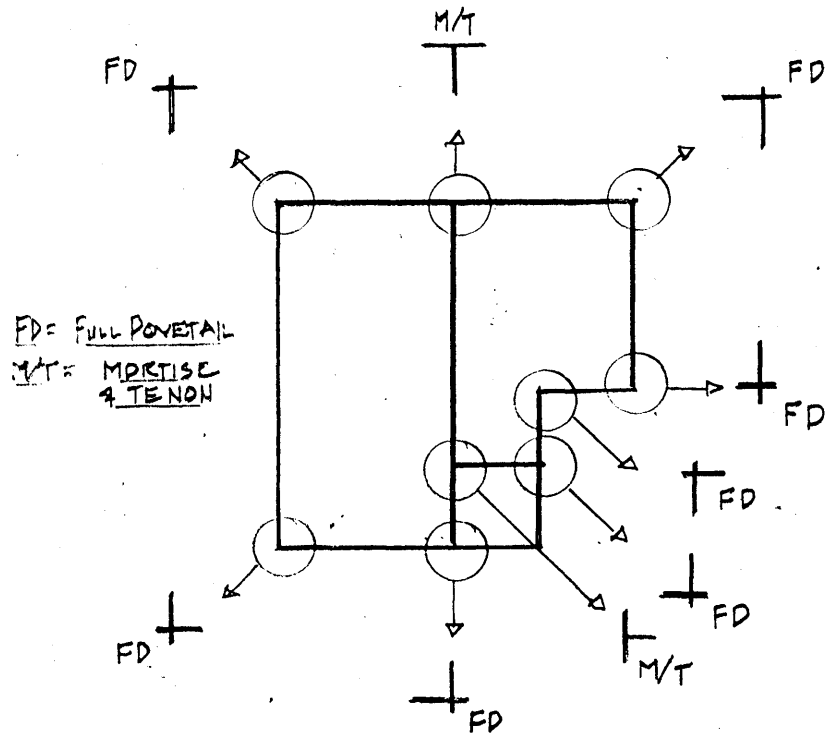 M/T
FD
FD
FD= FULL DOVETAIL
M/T= MORTISE
& TENON
FD
FD
FD
M/T
FD
FD